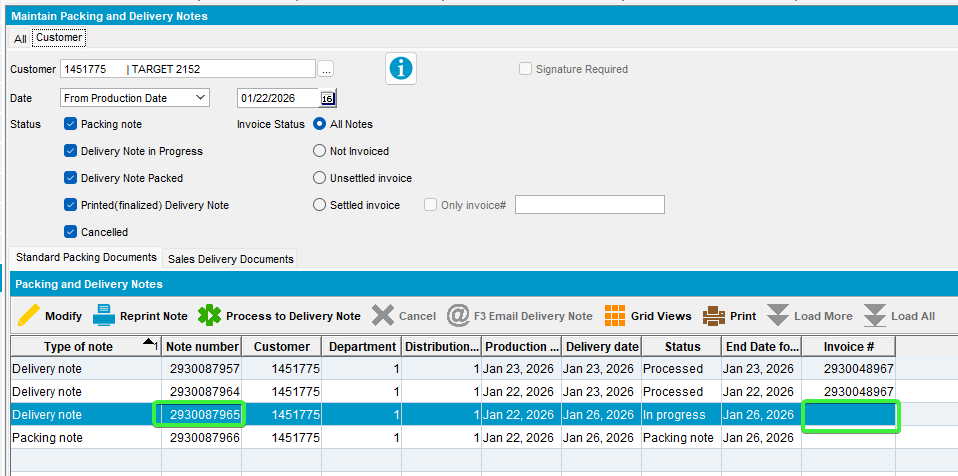 Maintain Packing and Delivery Notes
All Customer
Customer 1451775 | TARGET 2152 ... i Signature Required
Date From Production Date 01/22/2026 16
Status Packing note Invoice Status All Notes
Delivery Note in Progress Not Invoiced
Delivery Note Packed Unsettled invoice
Printed(finalized) Delivery Note Settled invoice Only invoice#
Cancelled
Standard Packing Documents Sales Delivery Documents
Packing and Delivery Notes
Modify Reprint Note Process to Delivery Note Cancel @ F3 Email Delivery Note Grid Views Print Load More Load All
Type of note 1 Note number Customer Department Distribution... Production ... Delivery date Status End Date fo... Invoice #
Delivery note 2930087957 1451775 1 1 Jan 23, 2026 Jan 23, 2026 Processed Jan 23, 2026 2930048967
Delivery note 2930087964 1451775 1 1 Jan 22, 2026 Jan 23, 2026 Processed Jan 22, 2026 2930048967
Delivery note 2930087965 1451775 1 1 Jan 22, 2026 Jan 26, 2026 In progress Jan 26, 2026
Packing note 2930087966 1451775 1 1 Jan 22, 2026 Jan 26, 2026 Packing note Jan 26, 2026